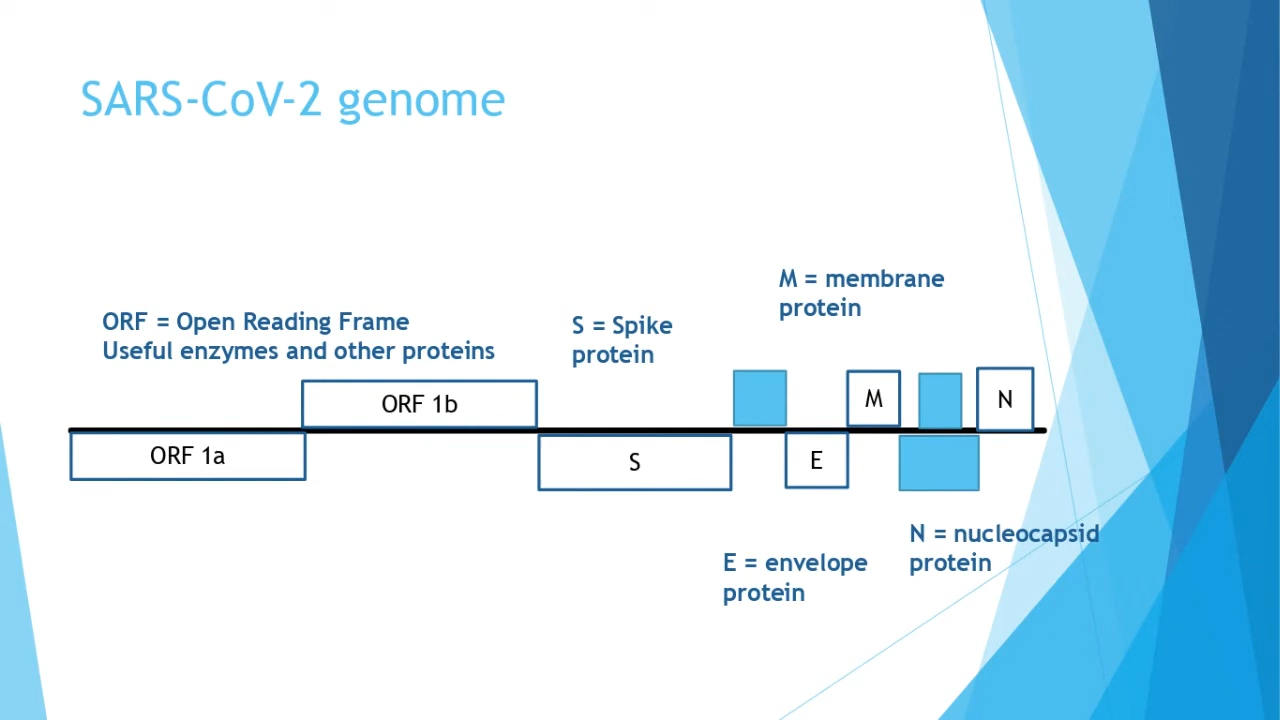 SARS-CoV-2 genome
M = membrane
protein
ORF = Open Reading Frame
Useful enzymes and other proteins
S = Spike
protein
ORF 1b
M
N
ORF 1a
S
E
N = nucleocapsid
protein
E = envelope
protein